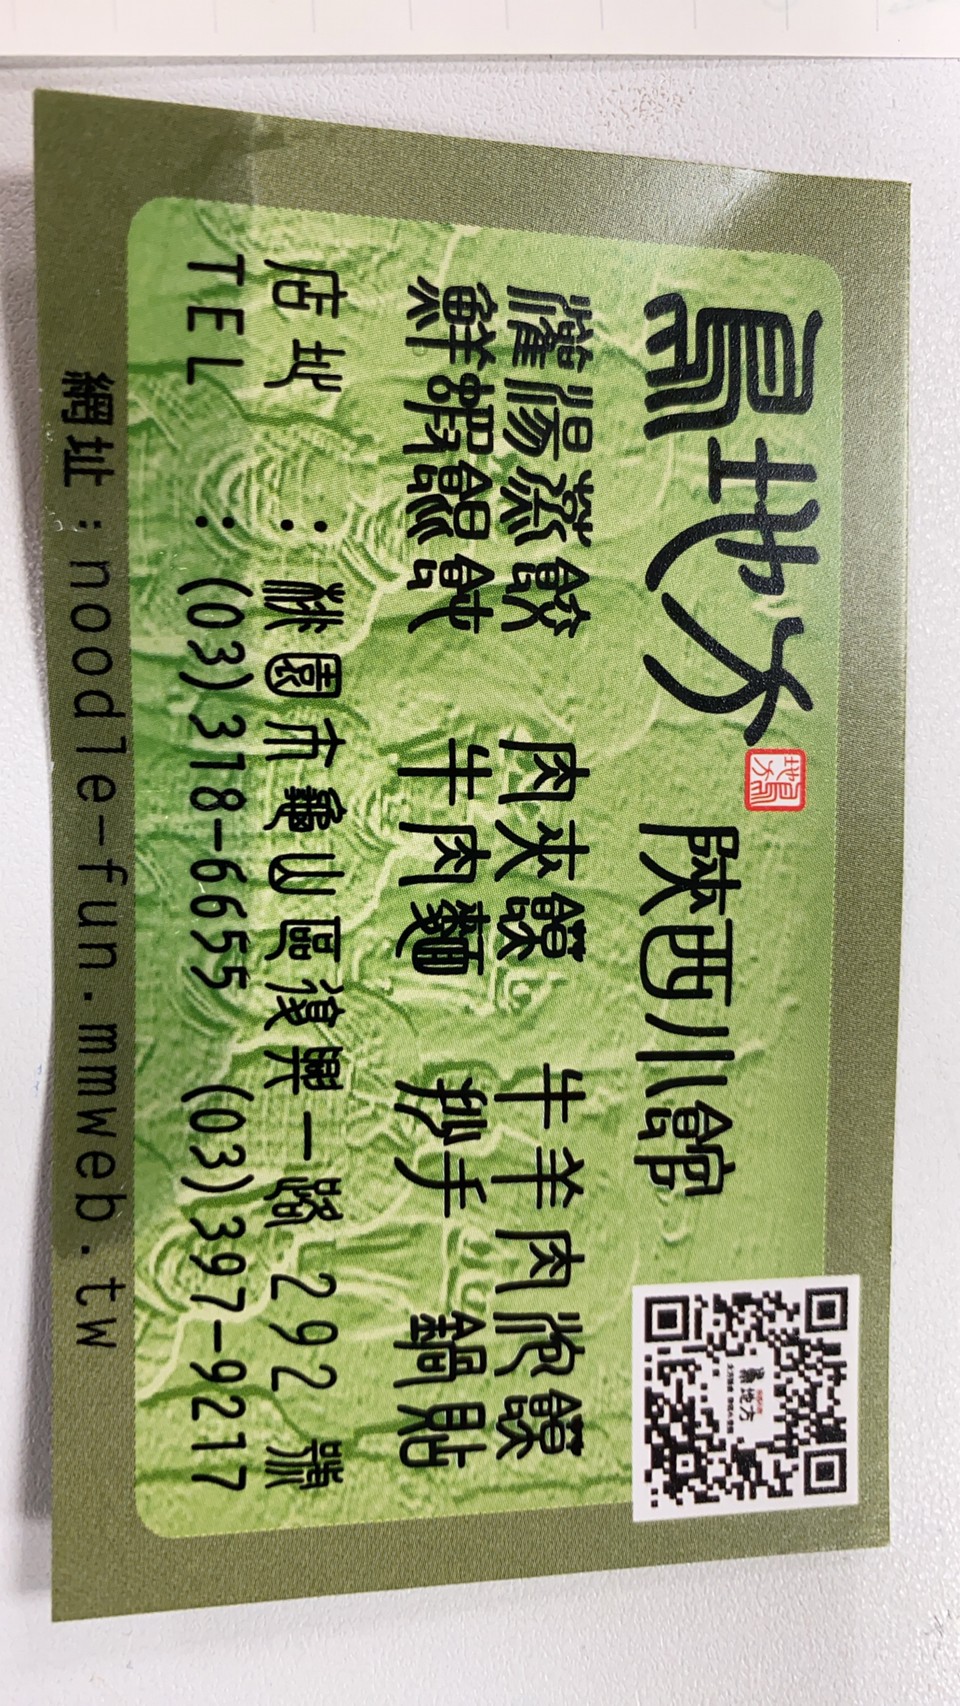 鳥地方
地方鳥
陝西小館
鳥地方
灌湯蒸餃 肉夾饃 牛羊肉泡饃
鮮蝦餛飩 牛肉麵 抄手 鍋貼
店址：桃園市龜山區復興一路 292 號
TEL：(03)318-6655 (03)397-9217
網址：noodle-fun.mmweb.tw